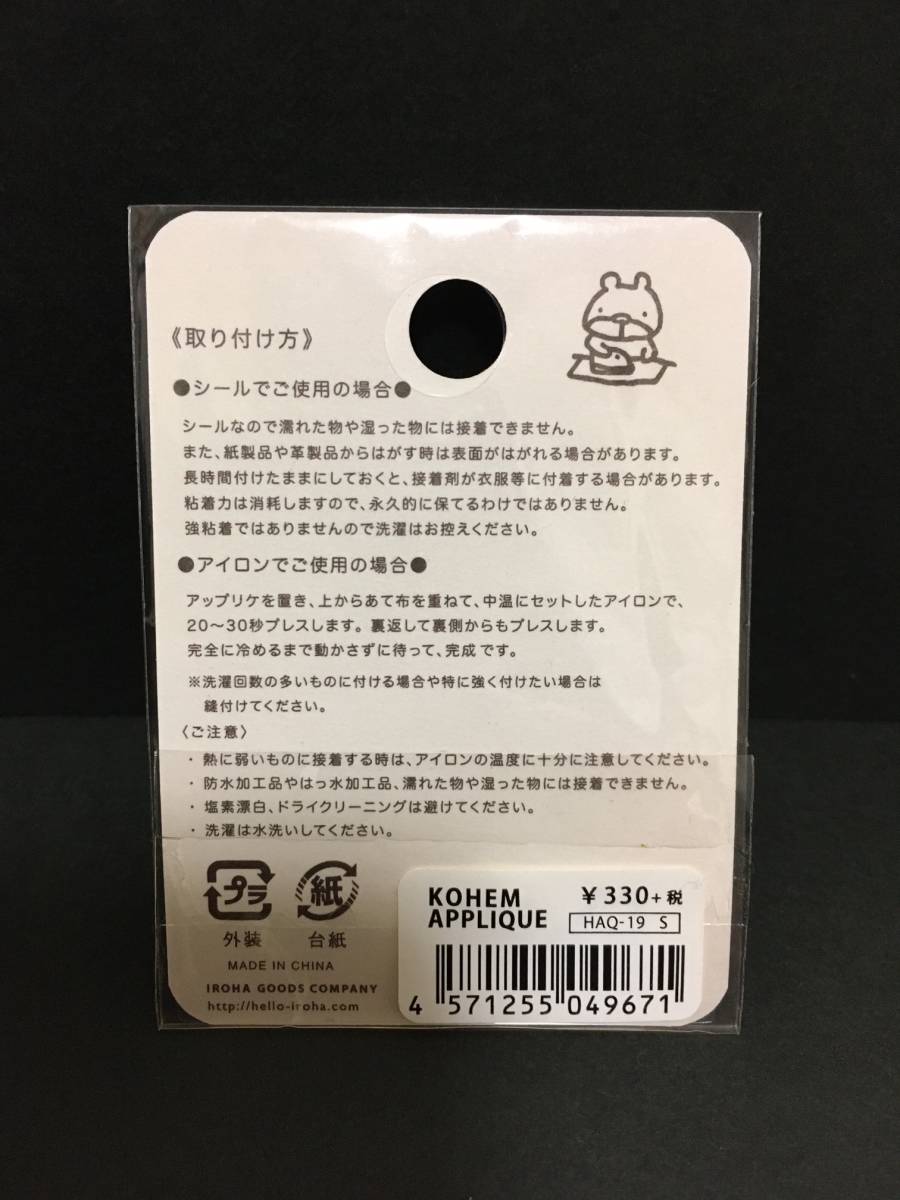 《取り付け方》
●シールでご使用の場合●
シールなので濡れた物や湿った物には接着できません。
また、紙製品や革製品からはがす時は表面がはがれる場合があります。
長時間付けたままにしておくと、接着剤が衣服等に付着する場合があります。
粘着力は消耗しますので、永久的に保てるわけではありません。
強粘着ではありませんので洗濯はお控えください。
●アイロンでご使用の場合●
アップリケを置き、上からあて布を重ねて、中温にセットしたアイロンで、
20〜30秒プレスします。裏返して裏側からもプレスします。
完全に冷めるまで動かさずに待って、完成です。
※洗濯回数の多いものに付ける場合や特に強く付けたい場合は
縫付けてください。
〈ご注意〉
・熱に弱いものに接着する時は、アイロンの温度に十分に注意してください。
・防水加工品やはっ水加工品、濡れた物や湿った物には接着できません。
・塩素漂白、ドライクリーニングは避けてください。
・洗濯は水洗いしてください。
プラ 紙
外装 台紙
MADE IN CHINA
IROHA GOODS COMPANY
http://hello-iroha.com
KOHEM
APPLIQUE
¥330+税
HAQ-19 S
4 571255 049671